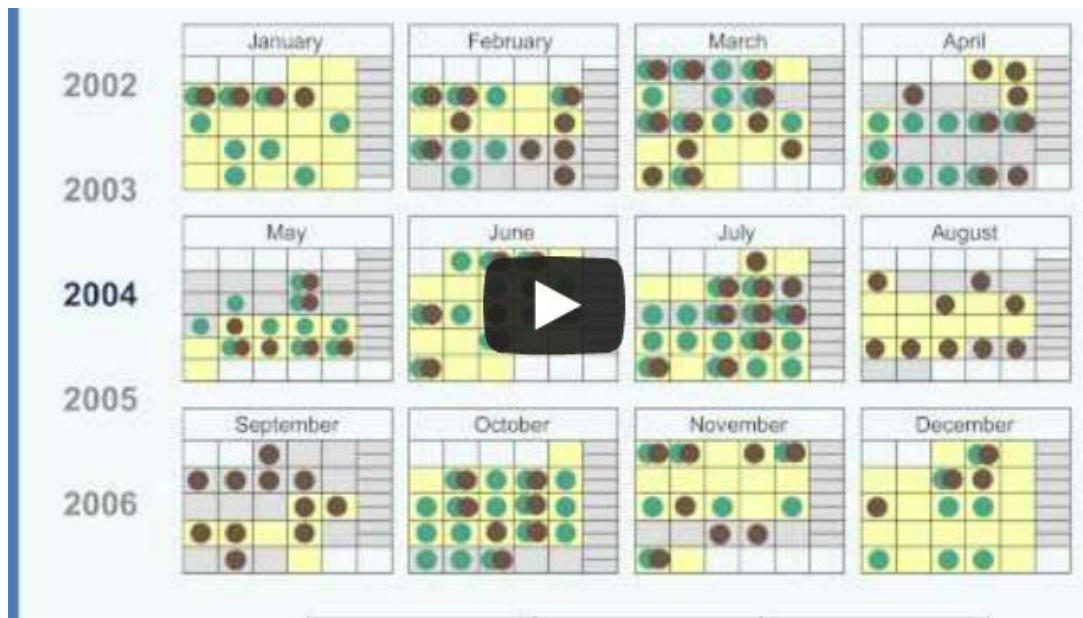 January February March April
2002
2003
May June July August
2004
2005
September October November December
2006